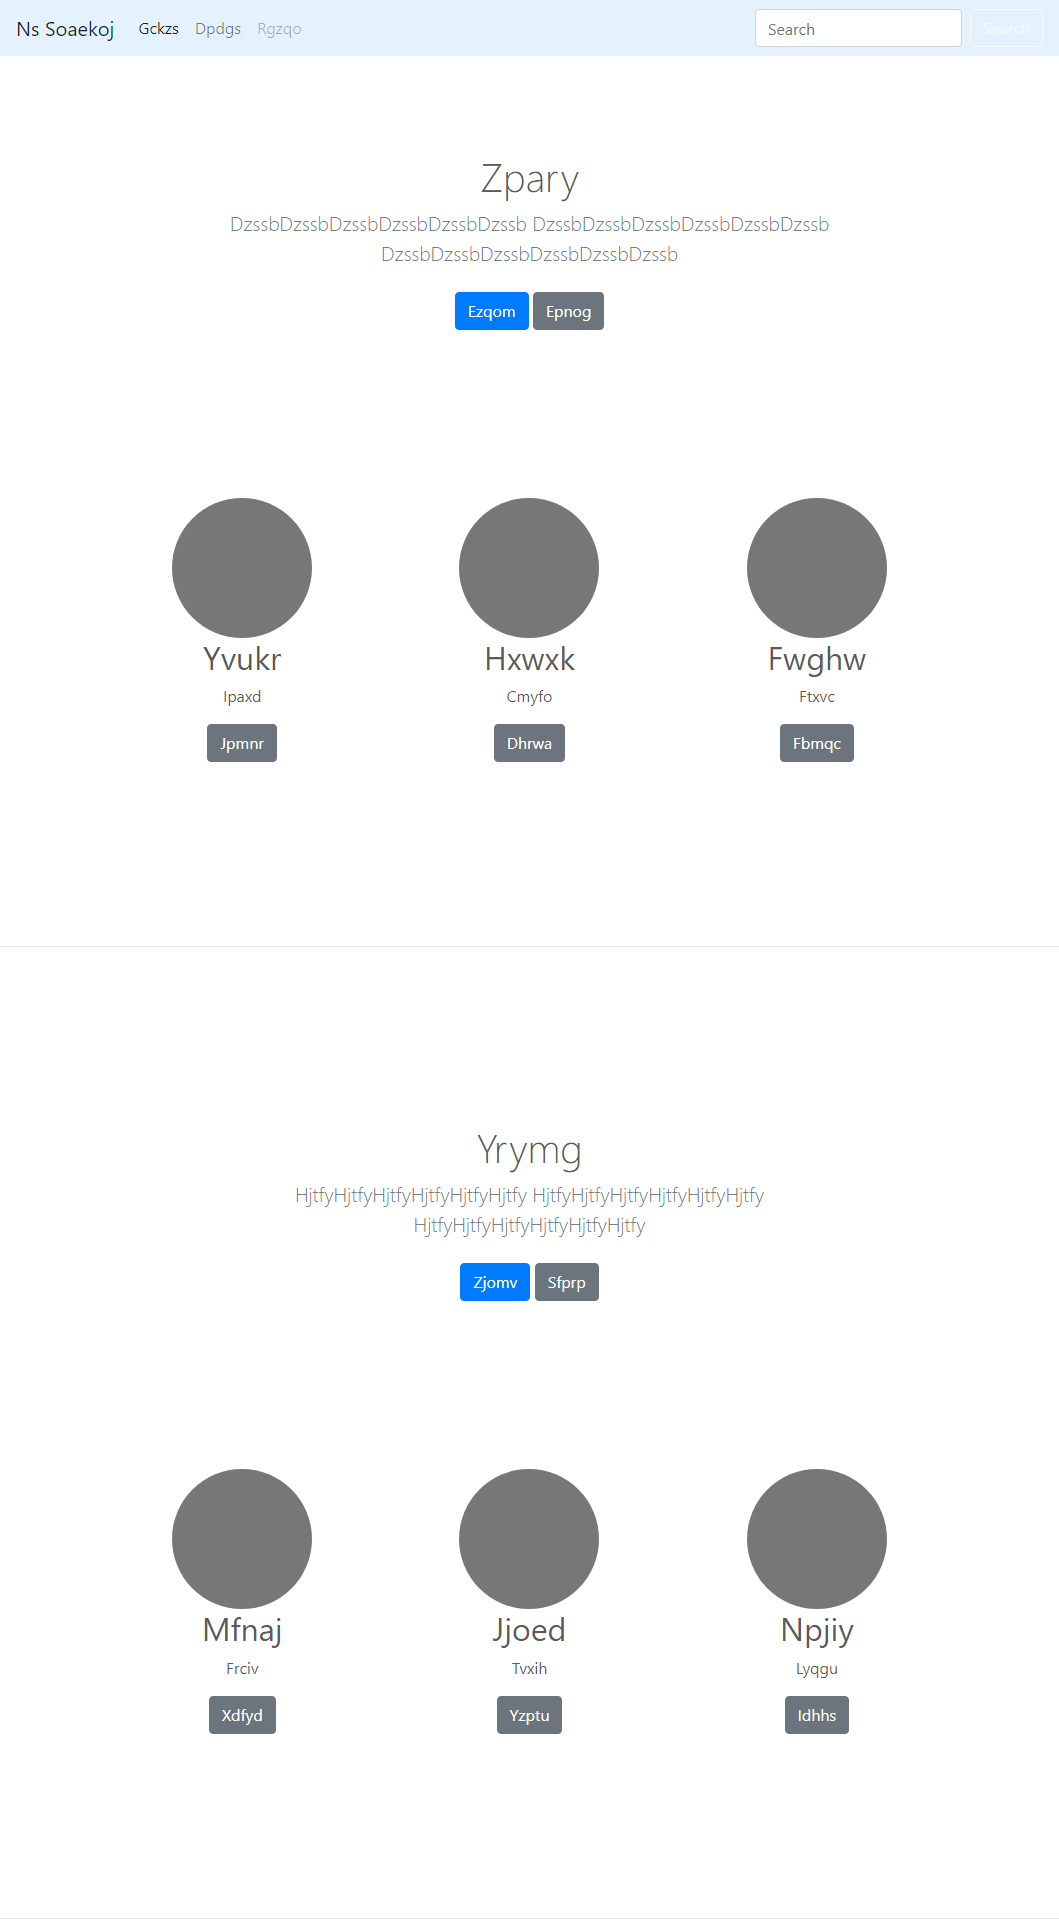 Ns Soaekoj Gckzs Dpdgs Rgzqo Search Search
Zpary
DzssbDzssbDzssbDzssbDzssbDzssb DzssbDzssbDzssbDzssbDzssbDzssb
DzssbDzssbDzssbDzssbDzssbDzssb
Ezqom Epnog
Yvukr Hxwxk Fwghw
Ipaxd Cmyfo Ftxvc
Jpmnr Dhrwa Fbmqc
Yrymg
HjtfyHjtfyHjtfyHjtfyHjtfyHjtfy HjtfyHjtfyHjtfyHjtfyHjtfyHjtfy
HjtfyHjtfyHjtfyHjtfyHjtfyHjtfy
Zjomv Sfprp
Mfnaj Jjoed Npjiy
Frciv Tvxih Lyqgu
Xdfyd Yzptu Idhhs